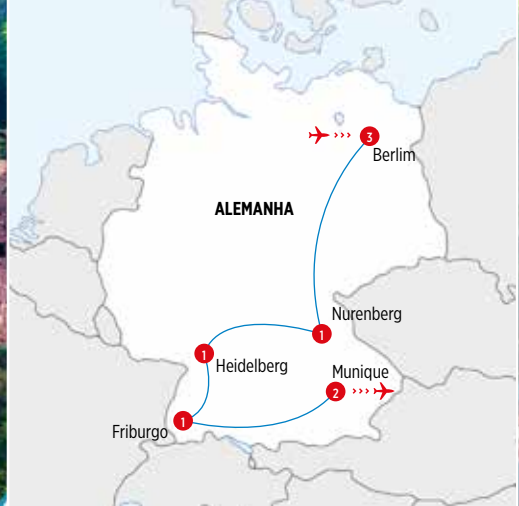 3
Berlim
ALEMANHA
Nurenberg
1
1
Heidelberg
Munique
2
1
Friburgo